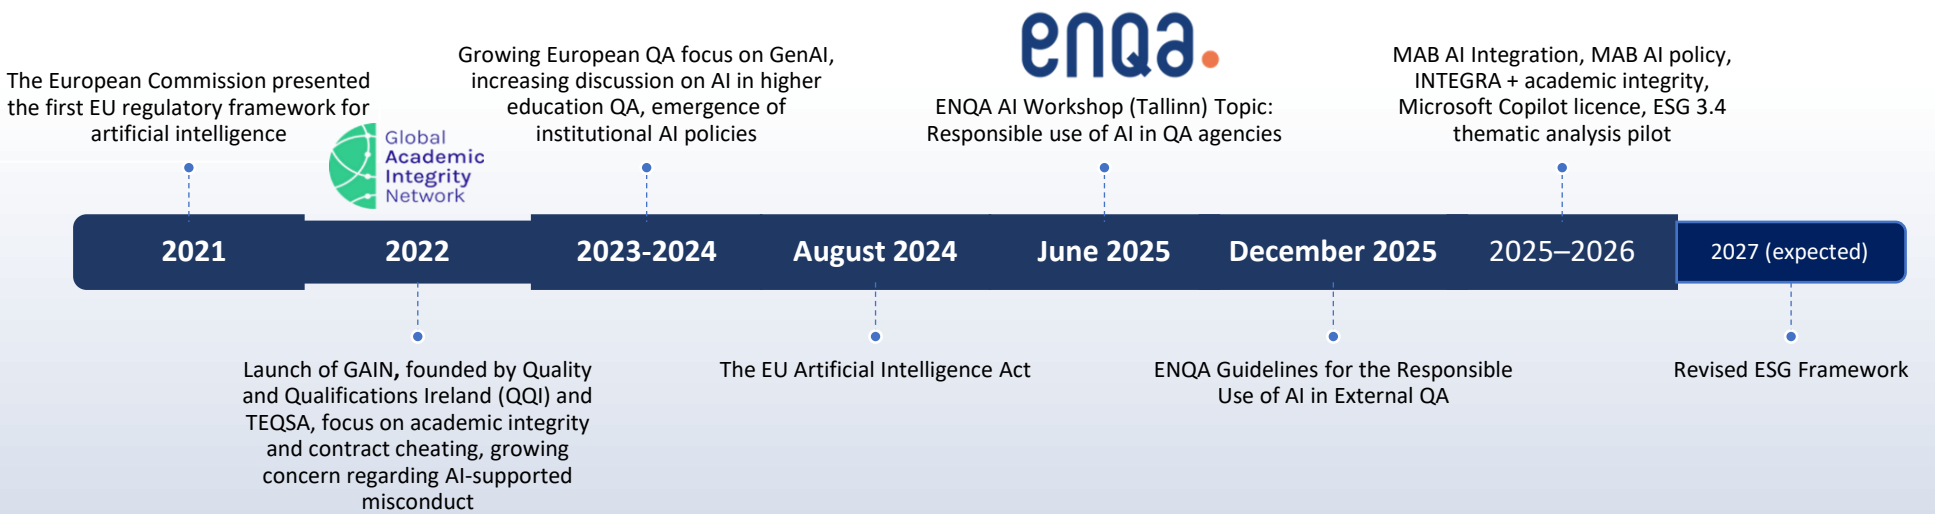 The European Commission presented
the first EU regulatory framework for
artificial intelligence
Global
Academic
Integrity
Network
Growing European QA focus on GenAI,
increasing discussion on AI in higher
education QA, emergence of
institutional AI policies
enqa.
ENQA AI Workshop (Tallinn) Topic:
Responsible use of AI in QA agencies
MAB AI Integration, MAB AI policy,
INTEGRA + academic integrity,
Microsoft Copilot licence, ESG 3.4
thematic analysis pilot
2021
2022
2023-2024
August 2024
June 2025
December 2025
2025–2026
2027 (expected)
Launch of GAIN, founded by Quality
and Qualifications Ireland (QQI) and
TEQSA, focus on academic integrity
and contract cheating, growing
concern regarding AI-supported
misconduct
The EU Artificial Intelligence Act
ENQA Guidelines for the Responsible
Use of AI in External QA
Revised ESG Framework